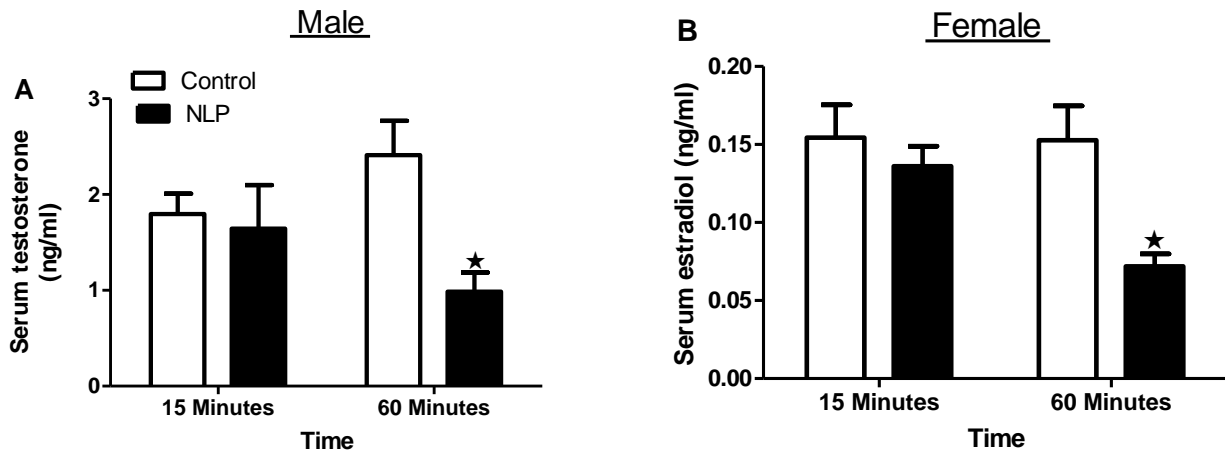 Male
A
Control
NLP
Serum testosterone
(ng/ml)
3
2
1
0
15 Minutes
60 Minutes
Time
B
Female
Serum estradiol (ng/ml)
0.20
0.15
0.10
0.05
0.00
15 Minutes
60 Minutes
Time